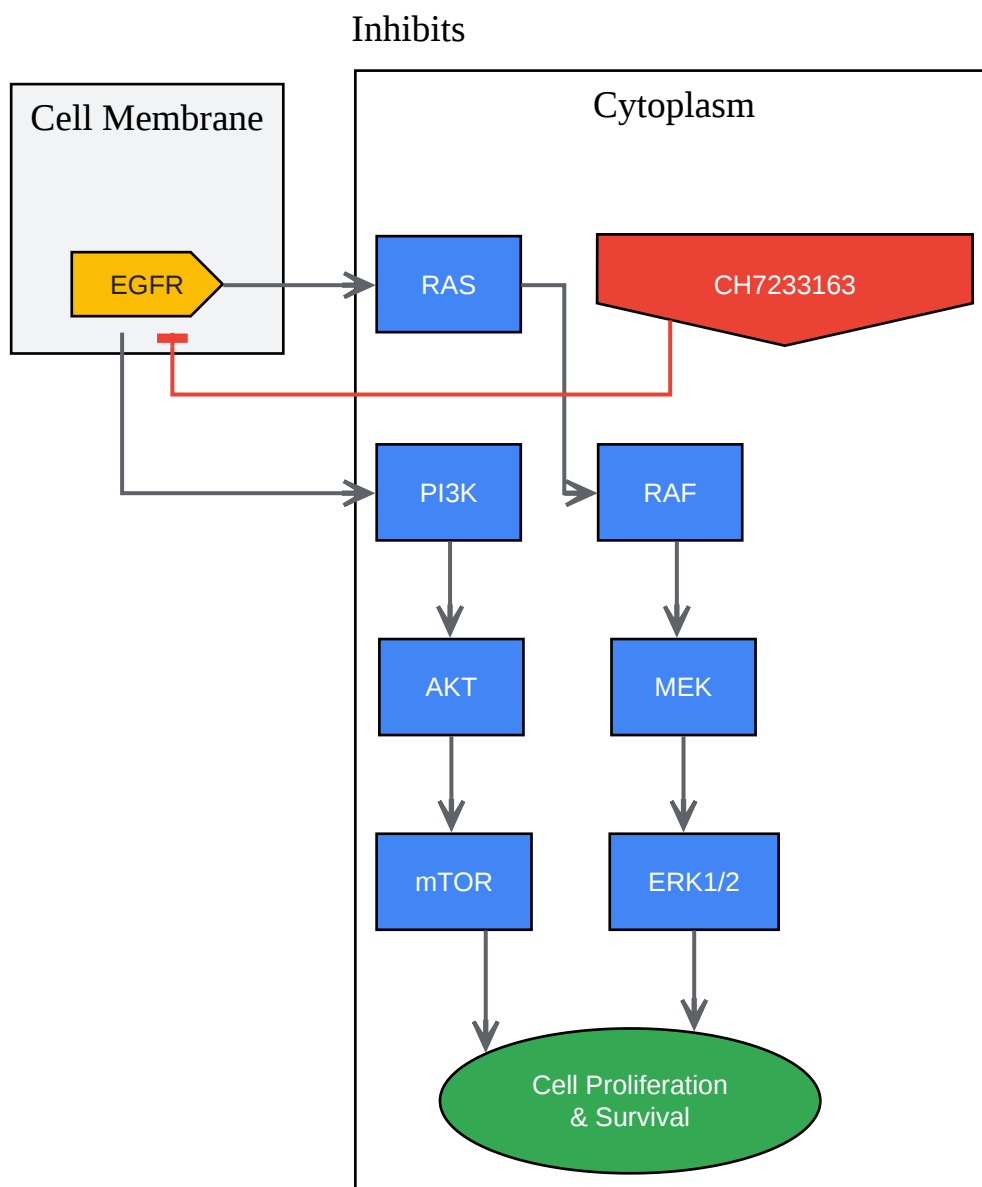 Inhibits
Cell Membrane
Cytoplasm
EGFR
RAS
CH7233163
PI3K
RAF
AKT
MEK
mTOR
ERK1/2
Cell Proliferation
& Survival